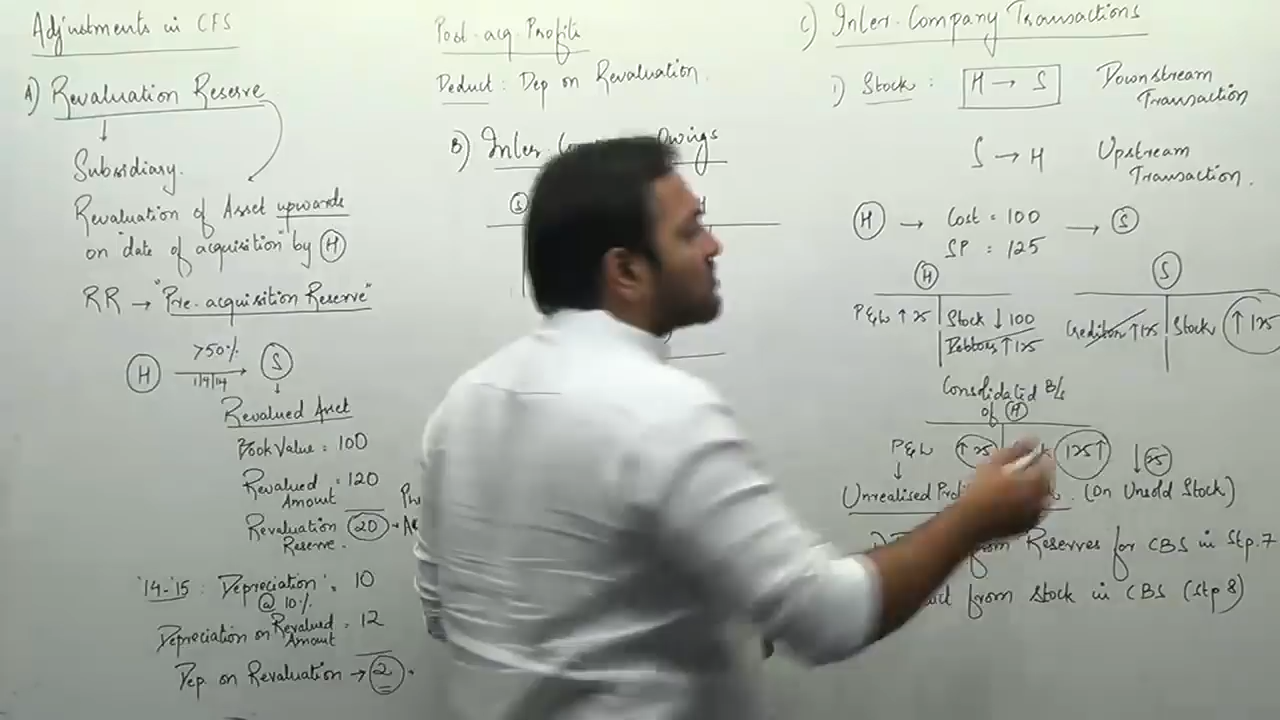 Adjustments in CFS
A) Revaluation Reserve
↓
Subsidiary.
Revaluation of Asset upwards
on "date of acquisition" by (H)
RR → "Pre-acquisition Reserve"
(H) >50% → (S)
1/9/14
↓
Revalued Asset
Book Value = 100
Revalued Amount = 120
Revaluation Reserve. (20)
'14-'15 : Depreciation = 10
@ 10%
Depreciation on Revalued Amount = 12
Dep. on Revaluation → (2)
Post-acq. Profits
Deduct : Dep on Revaluation.
B) Inter Owings
(S) H
C) Inter-Company Transactions
1) Stock : H → S Downstream Transaction
S → H Upstream Transaction.
(H) → Cost = 100
SP = 125 → (S)
(H)
P&L ↑ 25 Stock ↓ 100
Debtors ↑ 125
(S)
Creditors ↑ 125 Stock ↑ 125
Consolidated B/s
of (H)
P&L ↑ 25 125 ↑ ↓ (25)
↓
Unrealised (On Unsold Stock)
from Reserves for CBS in Stp. 7
from Stock in CBS (Stp 8)